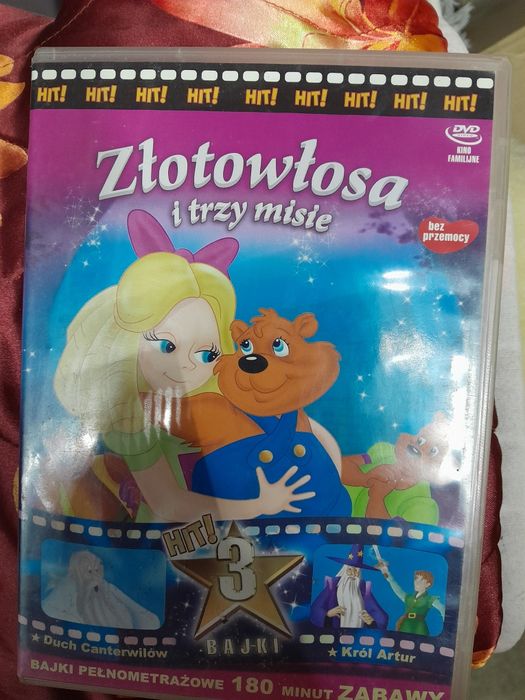 HIT! HIT! HIT! HIT! HIT! HIT! HIT! HIT! HIT!
DVD
VIDEO
KINO
FAMILIJNE
Złotowłosa
i trzy misie
bez
przemocy
HIT!
3
BAJKI
★ Duch Canterwilów
★ Król Artur
BAJKI PEŁNOMETRAŻOWE 180 MINUT ZABAWY